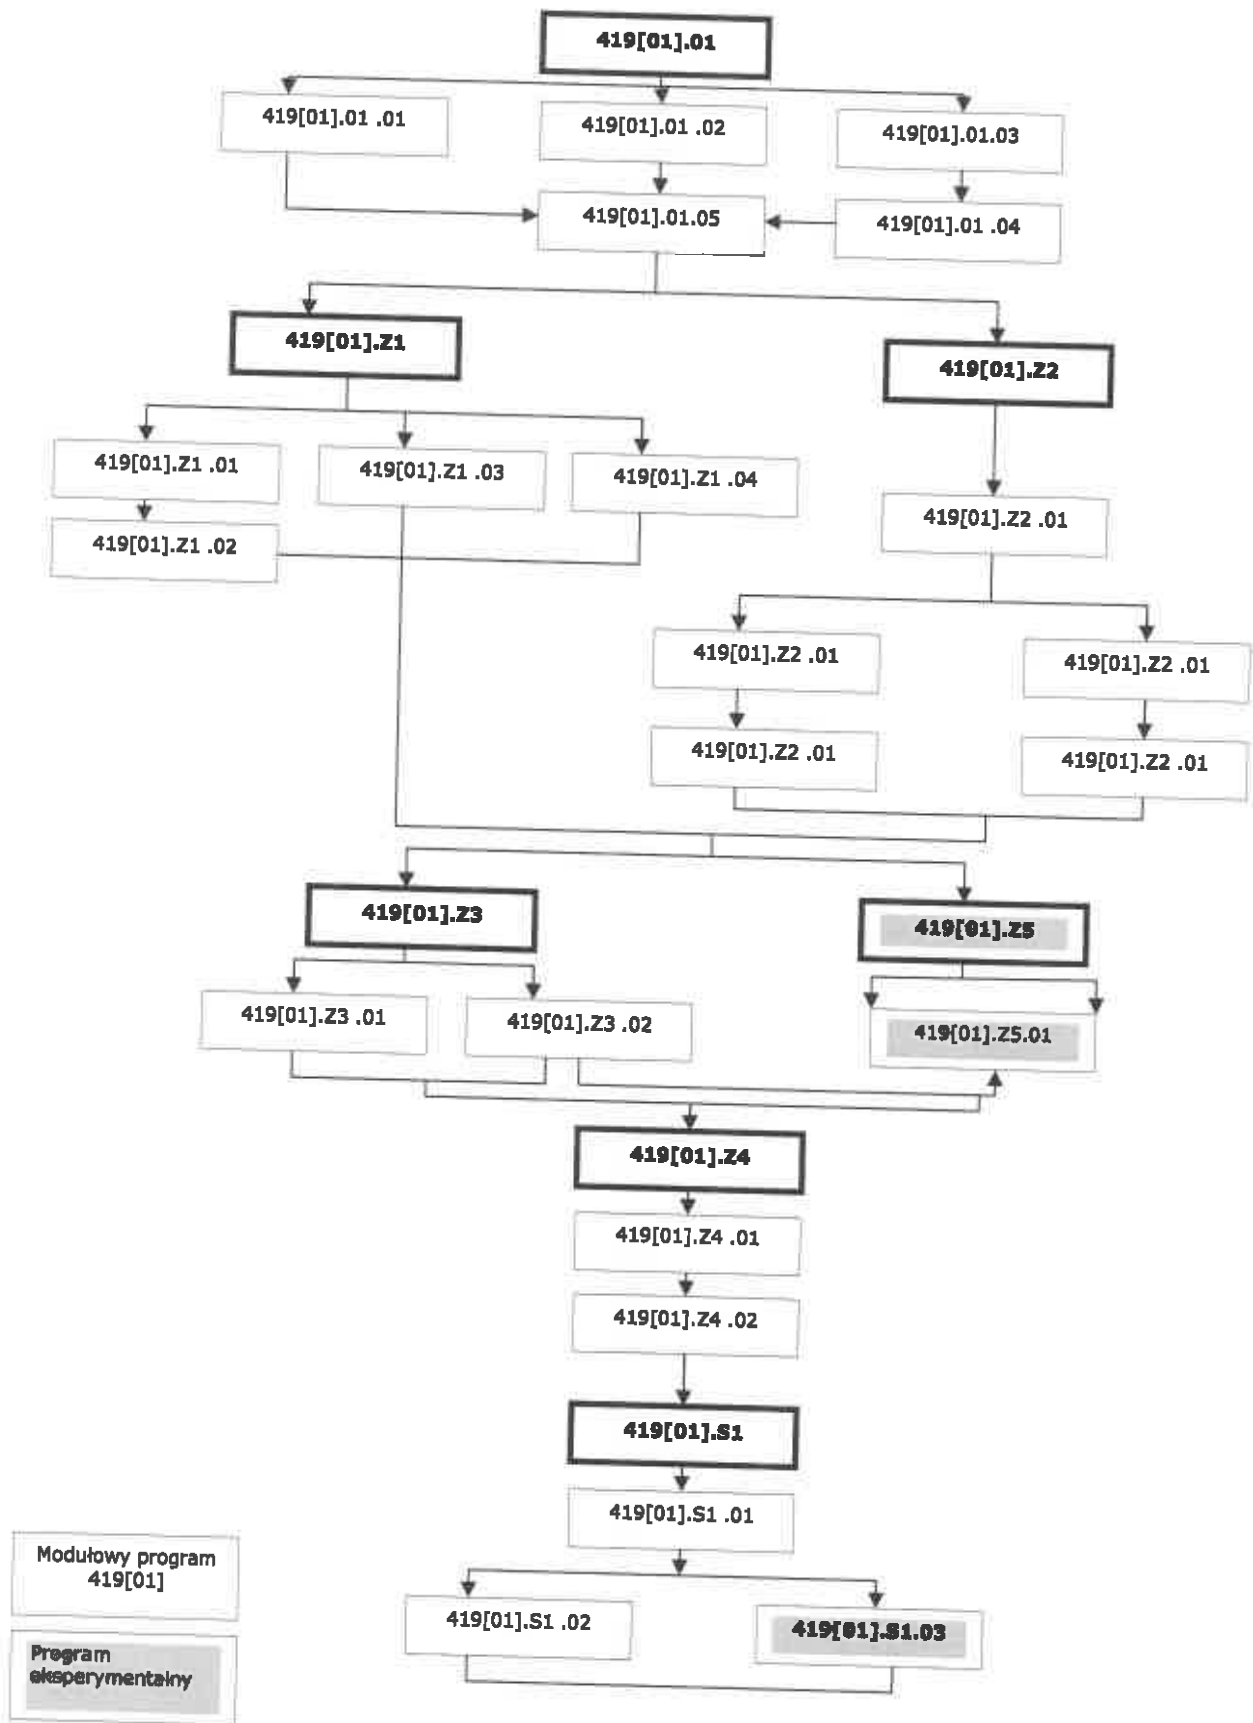 419[01].01
419[01].01 .01
419[01].01 .02
419[01].01.03
419[01].01.05
419[01].01 .04
419[01].Z1
419[01].Z2
419[01].Z1 .01
419[01].Z1 .03
419[01].Z1 .04
419[01].Z2 .01
419[01].Z1 .02
419[01].Z2 .01
419[01].Z2 .01
419[01].Z2 .01
419[01].Z2 .01
419[01].Z3
419[01].Z5
419[01].Z3 .01
419[01].Z3 .02
419[01].Z5.01
419[01].Z4
419[01].Z4 .01
419[01].Z4 .02
419[01].S1
419[01].S1 .01
419[01].S1 .02
419[01].S1.03
Modułowy program
419[01]
Program
eksperymentalny